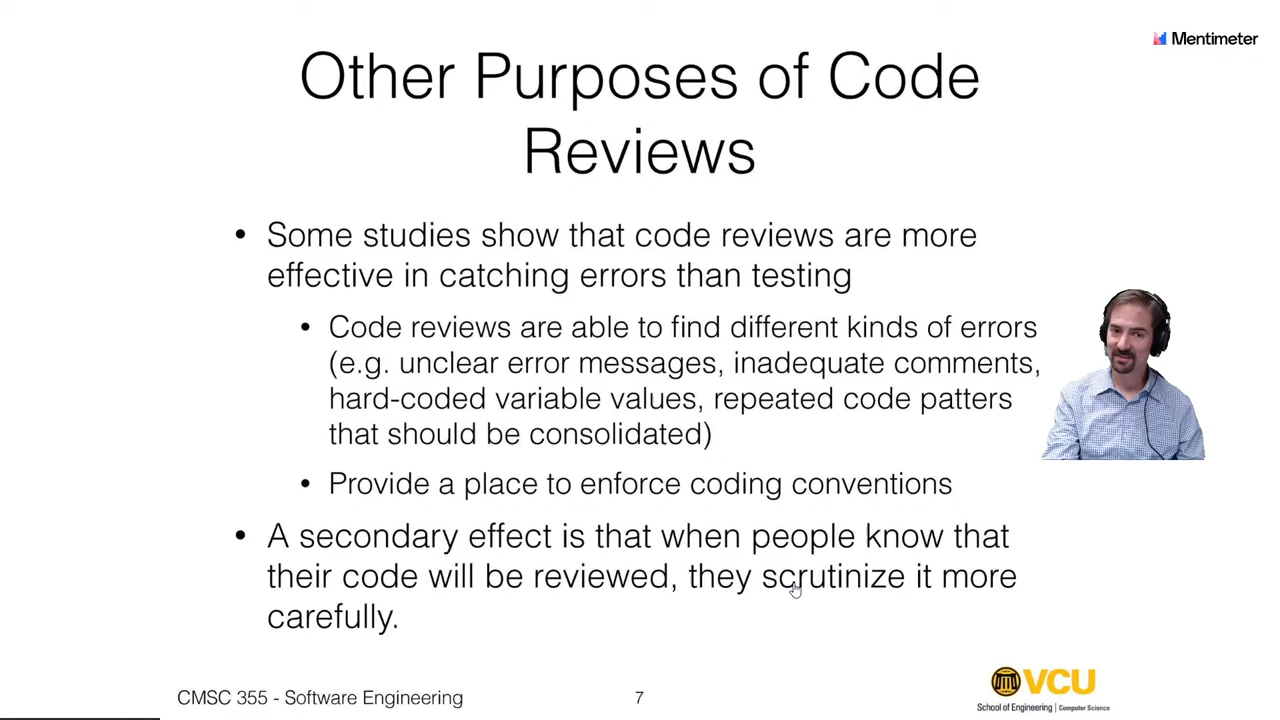 Mentimeter
Other Purposes of Code
Reviews
• Some studies show that code reviews are more
effective in catching errors than testing
• Code reviews are able to find different kinds of errors
(e.g. unclear error messages, inadequate comments,
hard-coded variable values, repeated code patters
that should be consolidated)
• Provide a place to enforce coding conventions
• A secondary effect is that when people know that
their code will be reviewed, they scrutinize it more
carefully.
CMSC 355 - Software Engineering
7
VCU
School of Engineering | Computer Science